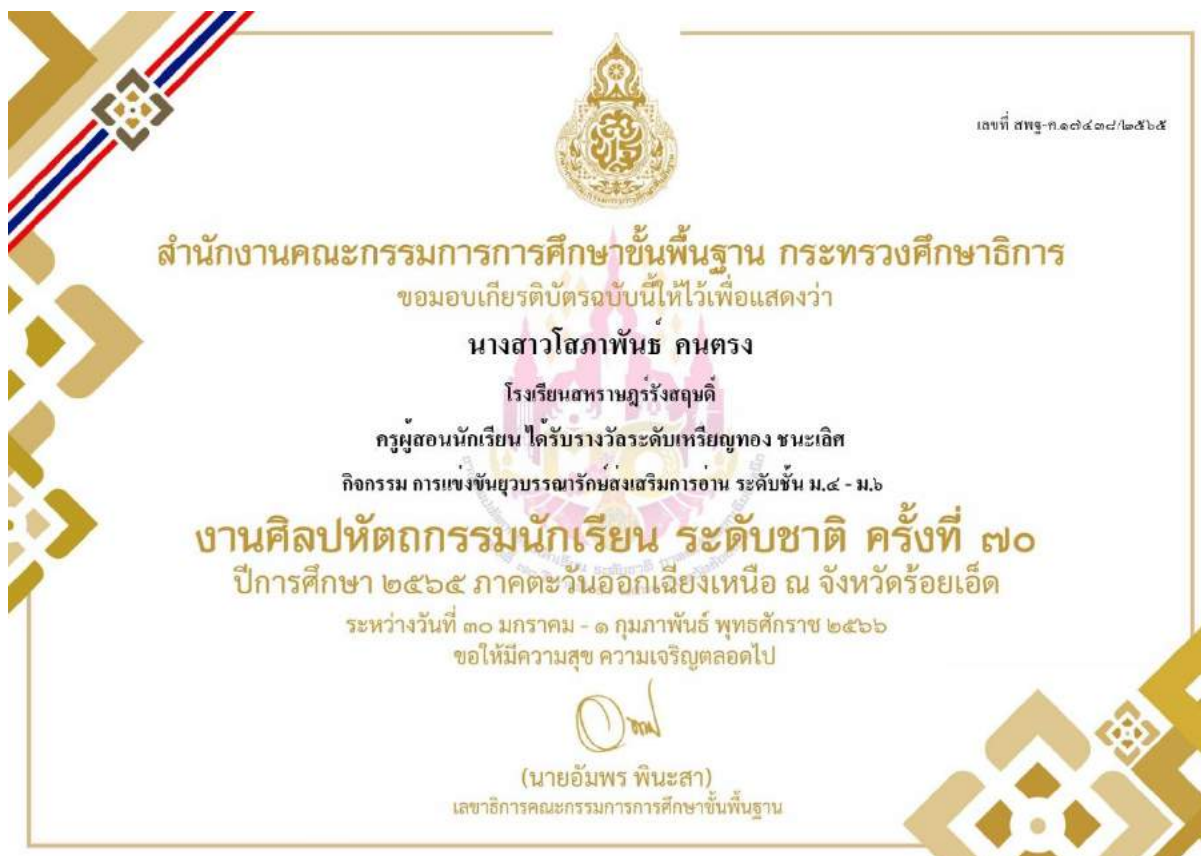 เลขที่ สพฐ-ค.๑๗๔๓๘/๒๕๖๕
สำนักงานคณะกรรมการการศึกษาขั้นพื้นฐาน กระทรวงศึกษาธิการ
ขอมอบเกียรติบัตรฉบับนี้ให้ไว้เพื่อแสดงว่า
นางสาวโสภาพันธ์ คนตรง
โรงเรียนสหราษฎร์รังสฤษดิ์
ครูผู้สอนนักเรียน ได้รับรางวัลระดับเหรียญทอง ชนะเลิศ
กิจกรรม การแข่งขันยุวบรรณารักษ์ส่งเสริมการอ่าน ระดับชั้น ม.๔ - ม.๖
งานศิลปหัตถกรรมนักเรียน ระดับชาติ ครั้งที่ ๗๐
ปีการศึกษา ๒๕๖๕ ภาคตะวันออกเฉียงเหนือ ณ จังหวัดร้อยเอ็ด
ระหว่างวันที่ ๓๐ มกราคม - ๑ กุมภาพันธ์ พุทธศักราช ๒๕๖๖
ขอให้มีความสุข ความเจริญตลอดไป
(นายอัมพร พินะสา)
เลขาธิการคณะกรรมการการศึกษาขั้นพื้นฐาน